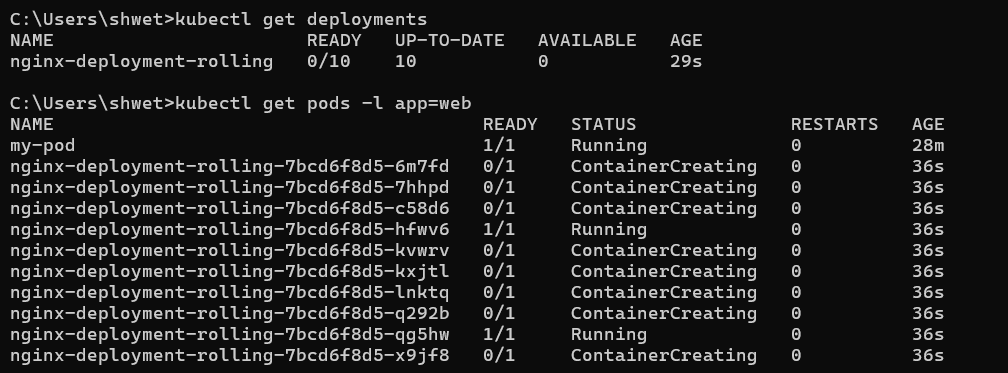 C:\Users\shwet>kubectl get deployments
NAME                       READY   UP-TO-DATE   AVAILABLE   AGE
nginx-deployment-rolling   0/10    10           0           29s
C:\Users\shwet>kubectl get pods -l app=web
NAME                                        READY   STATUS              RESTARTS   AGE
my-pod                                      1/1     Running             0          28m
nginx-deployment-rolling-7bcd6f8d5-6m7fd   0/1     ContainerCreating   0          36s
nginx-deployment-rolling-7bcd6f8d5-7hhpd   0/1     ContainerCreating   0          36s
nginx-deployment-rolling-7bcd6f8d5-c58d6   0/1     ContainerCreating   0          36s
nginx-deployment-rolling-7bcd6f8d5-hfwv6   1/1     Running             0          36s
nginx-deployment-rolling-7bcd6f8d5-kvwrv   0/1     ContainerCreating   0          36s
nginx-deployment-rolling-7bcd6f8d5-kxjtl   0/1     ContainerCreating   0          36s
nginx-deployment-rolling-7bcd6f8d5-lnktq   0/1     ContainerCreating   0          36s
nginx-deployment-rolling-7bcd6f8d5-q292b   0/1     ContainerCreating   0          36s
nginx-deployment-rolling-7bcd6f8d5-qg5hw   1/1     Running             0          36s
nginx-deployment-rolling-7bcd6f8d5-x9jf8   0/1     ContainerCreating   0          36s